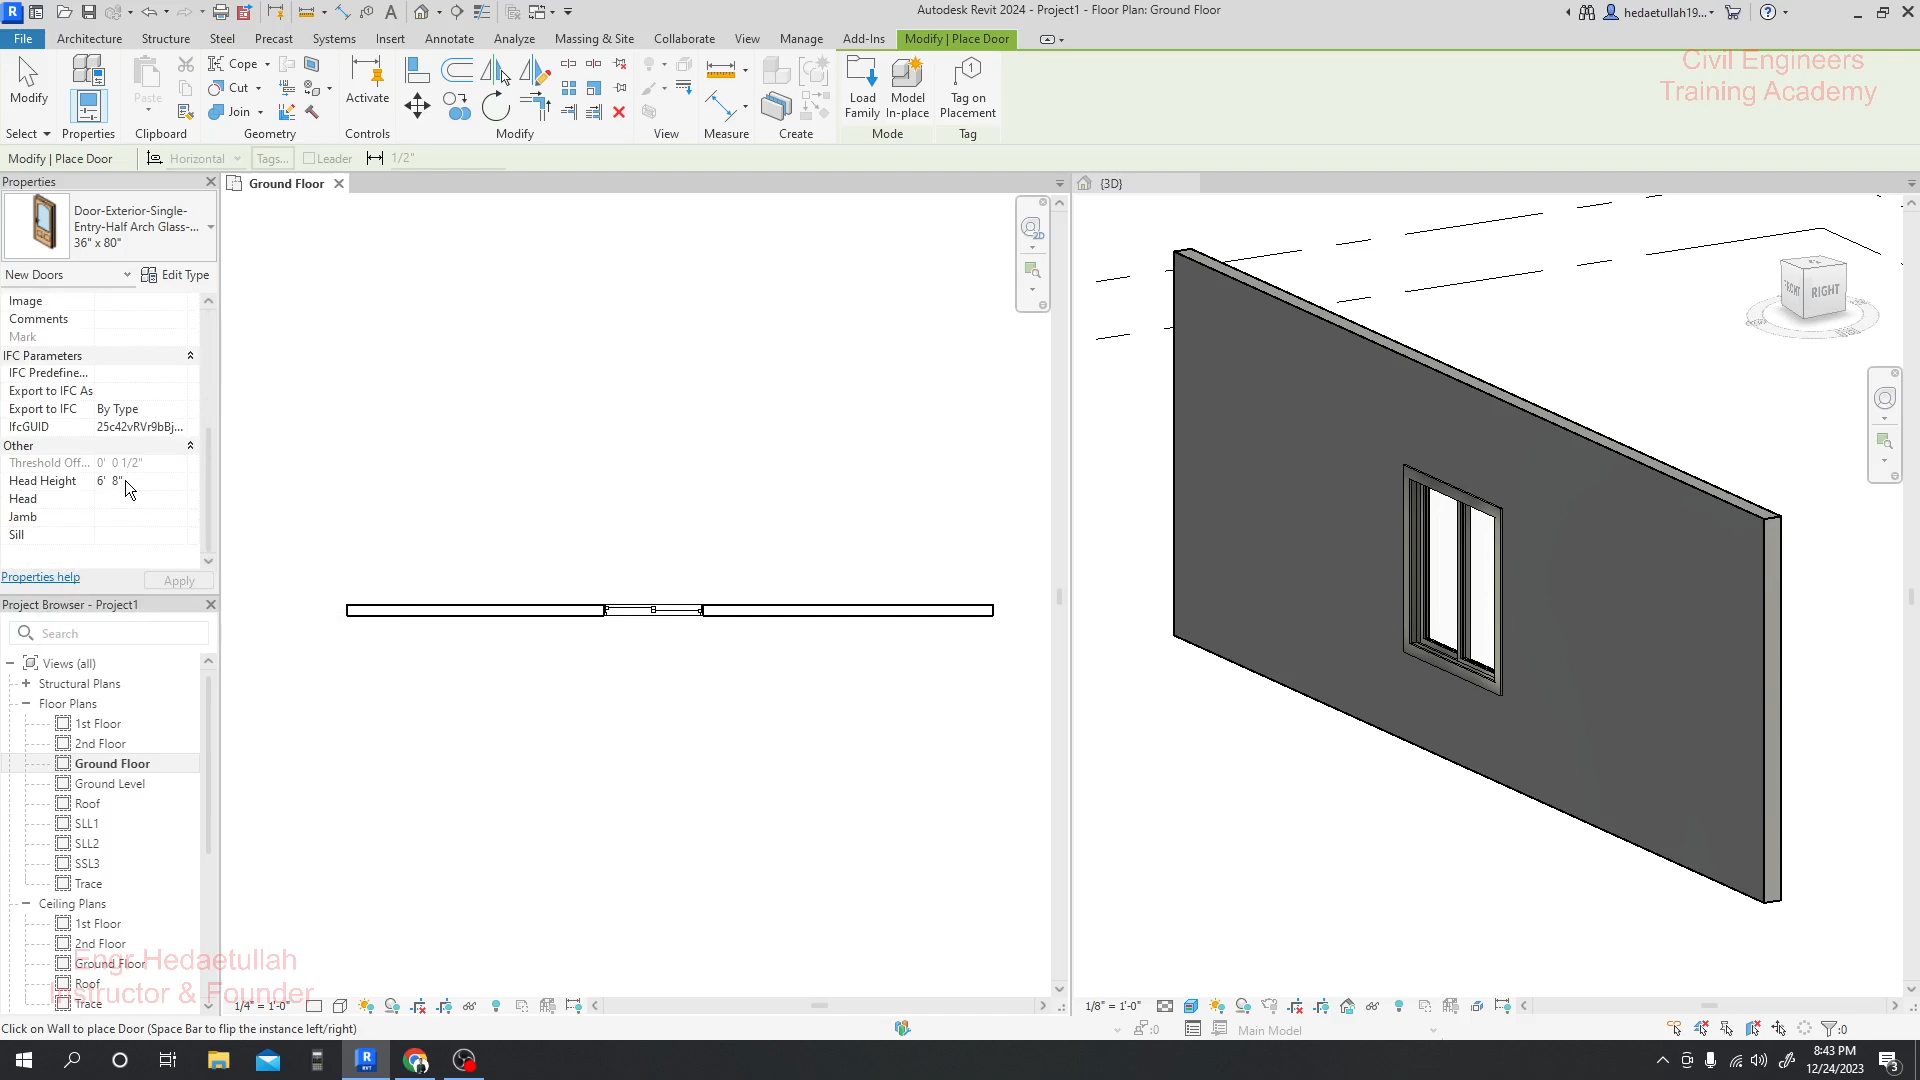 Autodesk Revit 2024 - Project1 - Floor Plan: Ground Floor
hedaetullah19...
File Architecture Structure Steel Precast Systems Insert Annotate Analyze Massing & Site Collaborate View Manage Add-Ins Modify | Place Door
Civil Engineers
Training Academy
Modify
Paste
Cope
Cut
Join
Activate
Load
Family
Model
In-place
Tag on
Placement
Select Properties Clipboard Geometry Controls Modify View Measure Create Mode Tag
Modify | Place Door Horizontal Tags... Leader 1/2"
Properties
Ground Floor
{3D}
Door-Exterior-Single-
Entry-Half Arch Glass-...
36" x 80"
New Doors Edit Type
Image
Comments
Mark
IFC Parameters
IFC Predefine...
Export to IFC As
Export to IFC By Type
IfcGUID 25c42vRVr9bBj...
Other
Threshold Off... 0' 0 1/2"
Head Height 6' 8"
Head
Jamb
Sill
Properties help Apply
Project Browser - Project1
Search
Views (all)
Structural Plans
Floor Plans
1st Floor
2nd Floor
Ground Floor
Ground Level
Roof
SLL1
SLL2
SSL3
Trace
Ceiling Plans
1st Floor
2nd Floor
Ground Floor
Roof
Trace
Engr.Hedaetullah
Instructor & Founder
2D
FRONT RIGHT
1/4" = 1'-0"
1/8" = 1'-0"
Click on Wall to place Door (Space Bar to flip the instance left/right)
:0
Main Model
:0
8:43 PM
12/24/2023
3